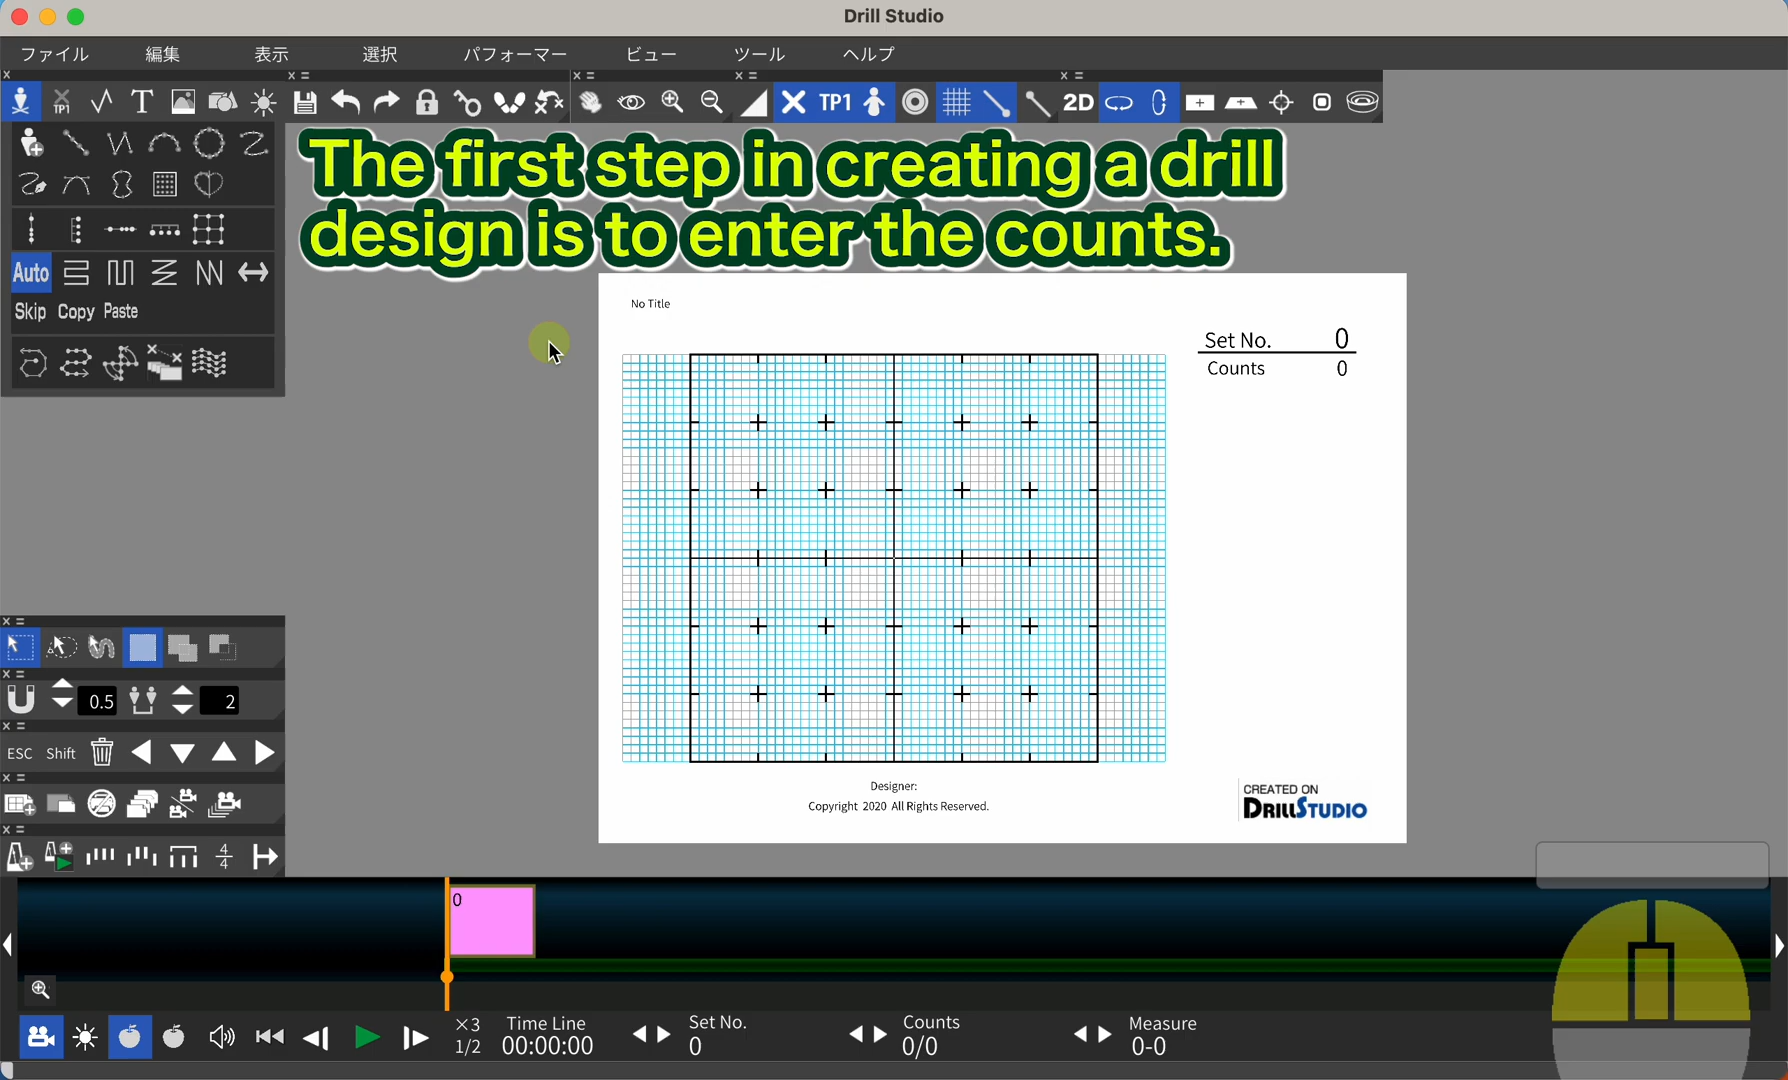 Drill Studio
ファイル 編集 表示 選択 パフォーマー ビュー ツール ヘルプ
TP1 T TP1 2D
The first step in creating a drill
design is to enter the counts.
Auto
Skip Copy Paste
No Title
Set No. 0
Counts 0
0.5 2
ESC Shift
Designer:
Copyright 2020 All Rights Reserved.
CREATED ON
DRILLSTUDIO
4
4
0
×3 Time Line Set No. Counts Measure
1/2 00:00:00 0 0/0 0-0